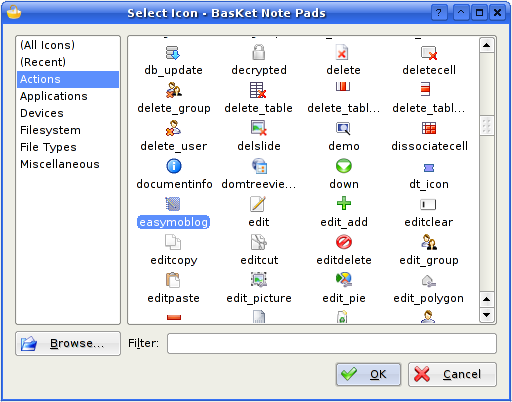 Select Icon - BasKet Note Pads
(All Icons)
(Recent)
Actions
Applications
Devices
Filesystem
File Types
Miscellaneous
db_update decrypted delete deletecell
delete_group delete_table delete_tabl... delete_tabl...
delete_user delslide demo dissociatecell
documentinfo domtreevie... down dt_icon
easymoblog edit edit_add editclear
editcopy editcut editdelete edit_group
editpaste edit_picture edit_pie edit_polygon
Browse... Filter:
OK Cancel